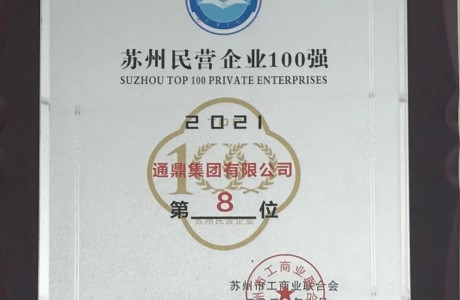 苏州民营企业100强
SUZHOU TOP 100 PRIVATE ENTERPRISES
2021
100
通鼎集团有限公司
第8位
苏州民营企业
苏州市工商业联合会